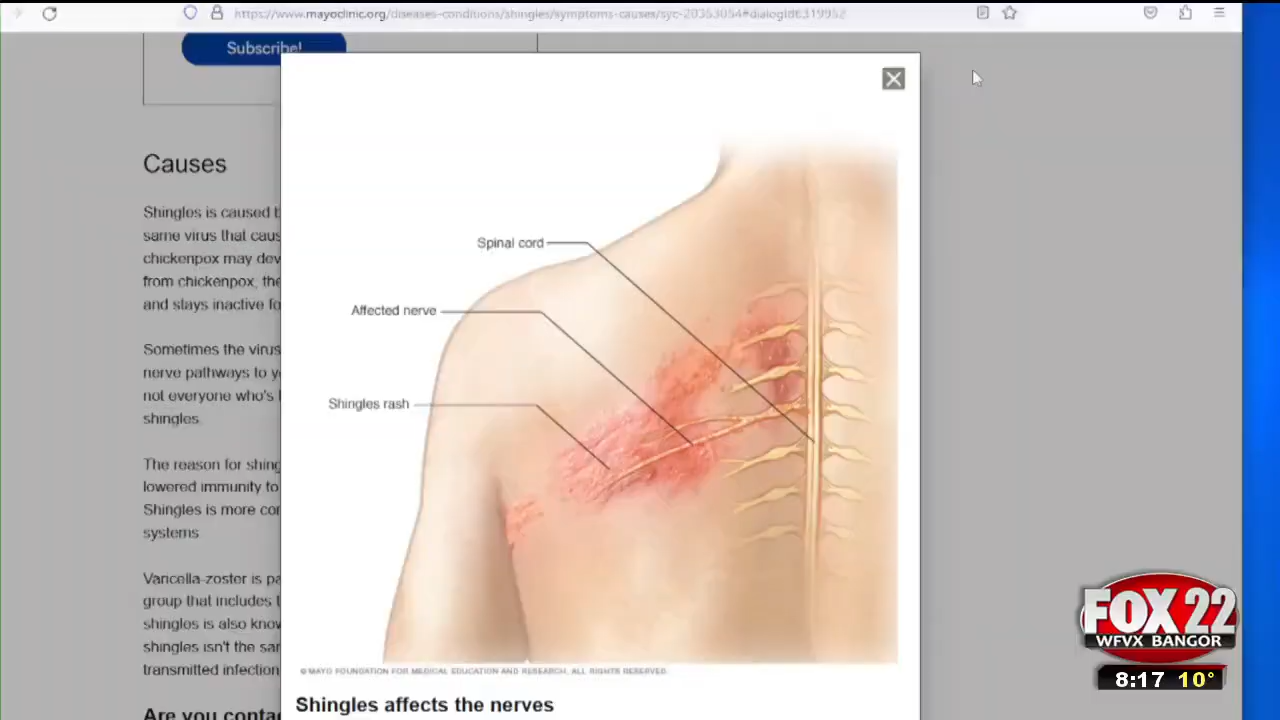 https://www.mayoclinic.org/diseases-conditions/shingles/symptoms-causes/syc-20353054#dialogId6319952
Subscribe!
Causes
Shingles is caused
same virus that caus
chickenpox may dev
from chickenpox, the
and stays inactive fo
Sometimes the virus
nerve pathways to y
not everyone who's
shingles.
The reason for shing
lowered immunity to
Shingles is more con
systems
Varicella-zoster is pa
group that includes
shingles is also know
shingles isn't the sa
transmitted infection
Are you conta
Spinal cord
Affected nerve
Shingles rash
© MAYO FOUNDATION FOR MEDICAL EDUCATION AND RESEARCH. ALL RIGHTS RESERVED.
Shingles affects the nerves
FOX 22
WFVX BANGOR
8:17 10°